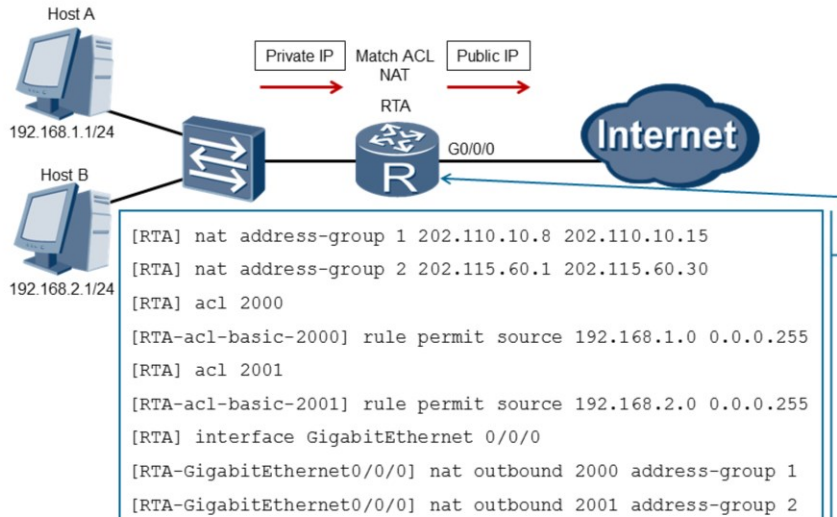 Host A
Private IP
Match ACL
NAT
Public IP
RTA
192.168.1.1/24
G0/0/0
Internet
R
Host B
192.168.2.1/24
[RTA] nat address-group 1 202.110.10.8 202.110.10.15
[RTA] nat address-group 2 202.115.60.1 202.115.60.30
[RTA] acl 2000
[RTA-acl-basic-2000] rule permit source 192.168.1.0 0.0.0.255
[RTA] acl 2001
[RTA-acl-basic-2001] rule permit source 192.168.2.0 0.0.0.255
[RTA] interface GigabitEthernet 0/0/0
[RTA-GigabitEthernet0/0/0] nat outbound 2000 address-group 1
[RTA-GigabitEthernet0/0/0] nat outbound 2001 address-group 2